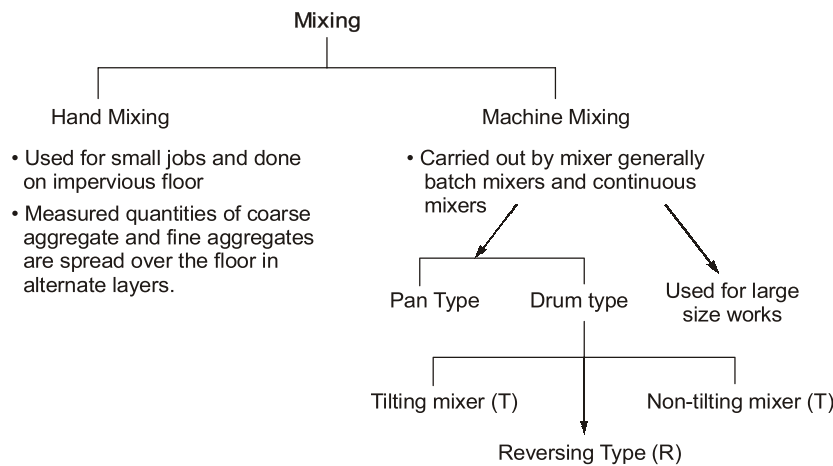 Mixing
Hand Mixing
• Used for small jobs and done
on impervious floor
• Measured quantities of coarse
aggregate and fine aggregates
are spread over the floor in
alternate layers.
Machine Mixing
• Carried out by mixer generally
batch mixers and continuous
mixers
Pan Type
Drum type
Used for large
size works
Tilting mixer (T)
Non-tilting mixer (T)
Reversing Type (R)